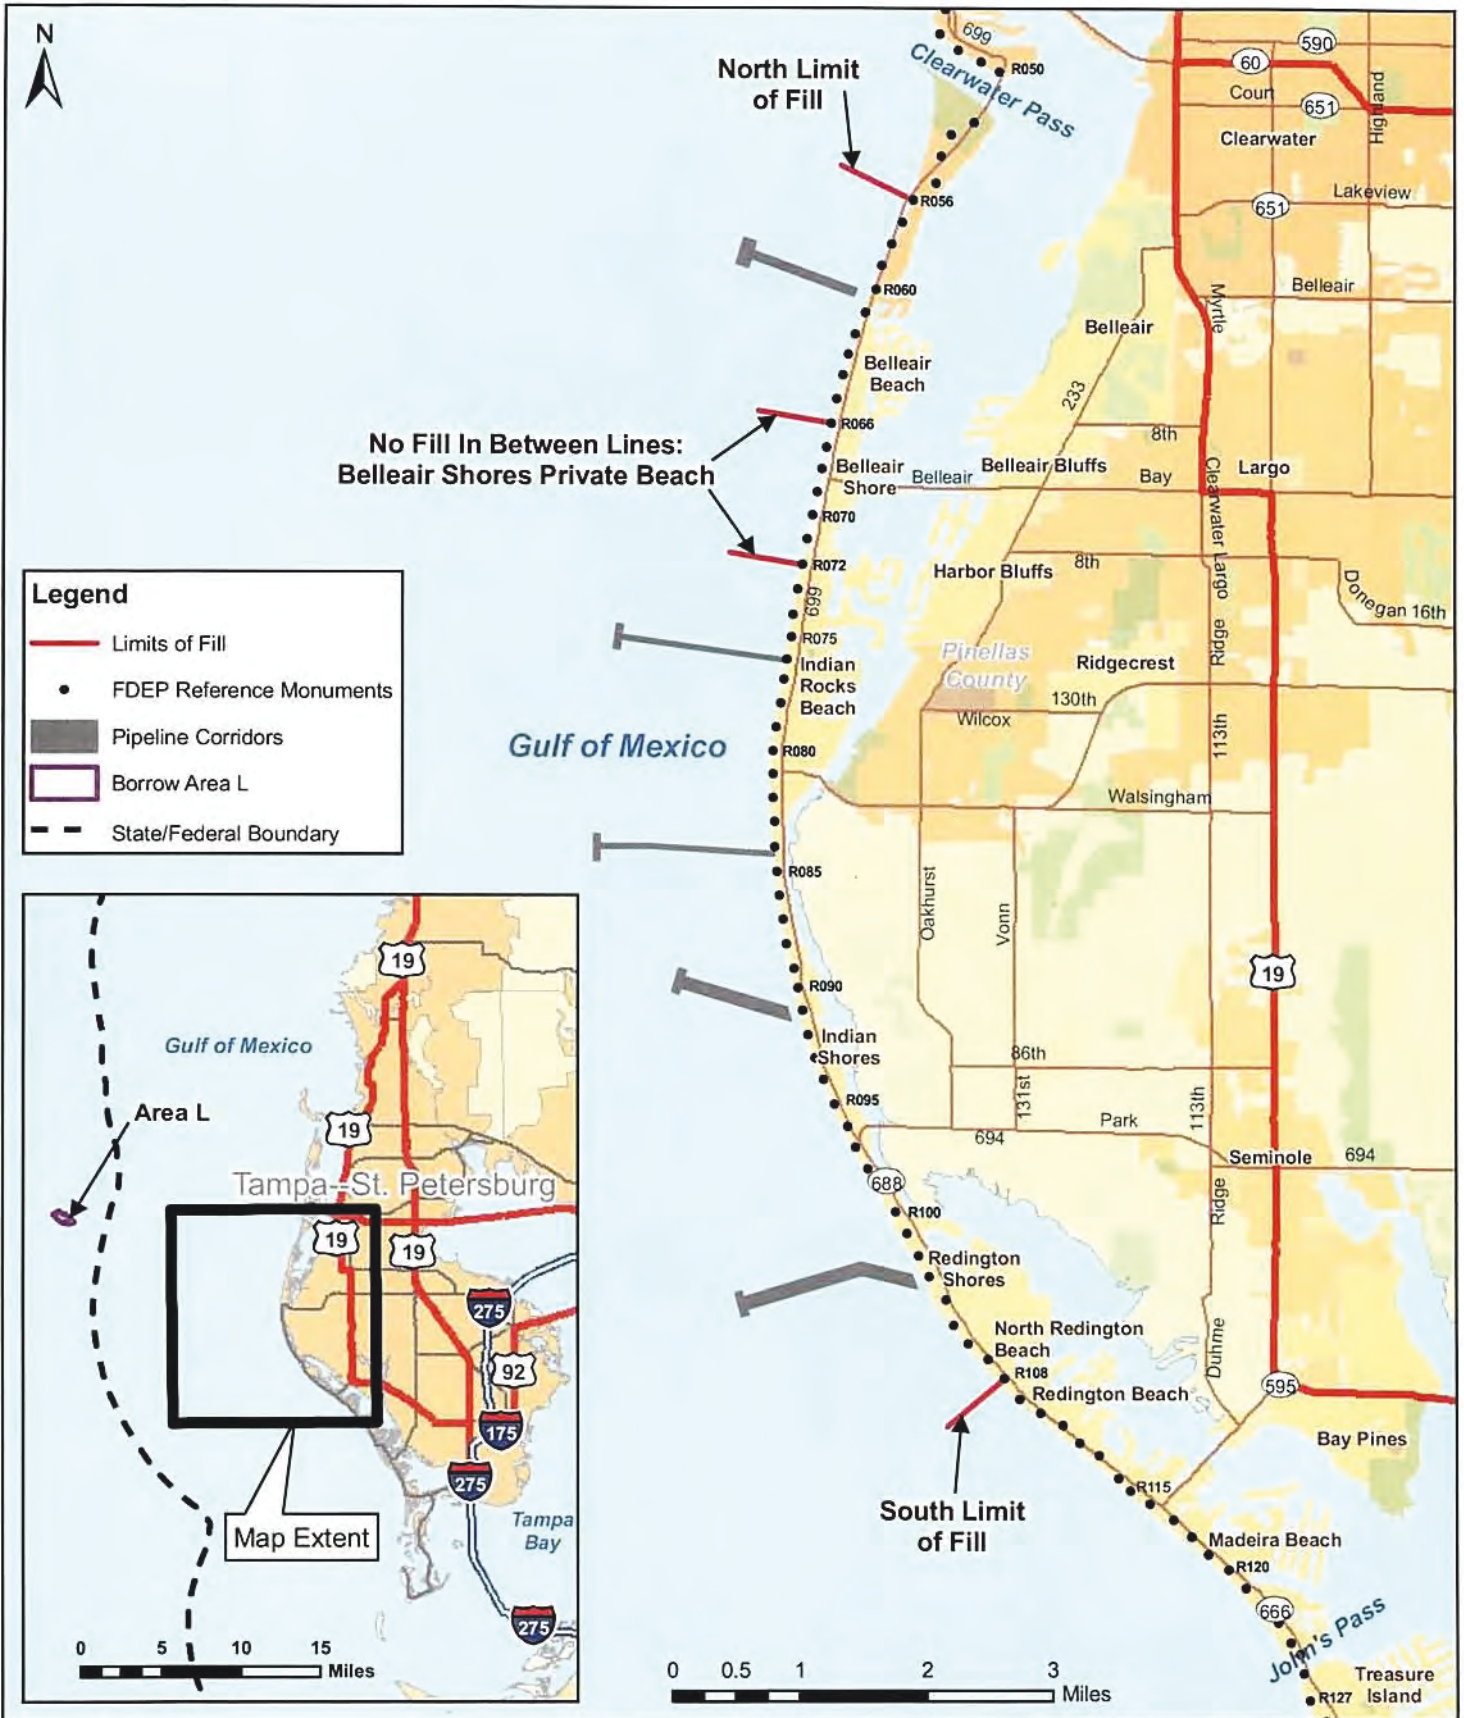 N
North Limit
of Fill
699
Clearwater Pass
R050
590
60
Court
651
Highland
Clearwater
Lakeview
651
R056
R060
Belleair
Myrtle
Belleair
Belleair
Beach
233
R066
8th
No Fill In Between Lines:
Belleair Shores Private Beach
Belleair
Shore
Belleair
Belleair Bluffs
Bay
Largo
Clearwater Largo
R070
R072
699
Harbor Bluffs
8th
Donegan 16th
Legend
Limits of Fill
FDEP Reference Monuments
Pipeline Corridors
Borrow Area L
State/Federal Boundary
R075
Indian
Rocks
Beach
Pinellas
County
Ridgecrest
Ridge
130th
Wilcox
113th
Gulf of Mexico
R080
Walsingham
R085
Oakhurst
Vonn
19
R090
Indian
Shores
86th
R095
131st
113th
Park
694
Seminole
694
688
R100
Ridge
Redington
Shores
North Redington
Beach
R108
Redington Beach
Duhme
595
Bay Pines
South Limit
of Fill
R115
Madeira Beach
R120
666
John's Pass
Treasure
Island
R127
0 0.5 1 2 3
Miles
19
Gulf of Mexico
Area L
19
Tampa--St. Petersburg
19
19
275
92
175
275
Map Extent
Tampa
Bay
275
0 5 10 15
Miles